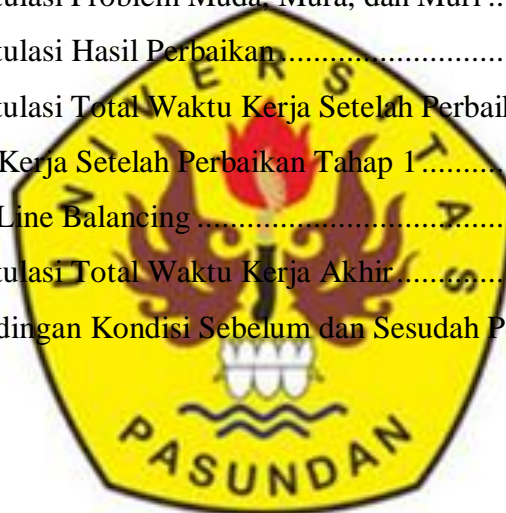 tulasi Problem Muda, Mura, dan Muri ..
tulasi Hasil Perbaikan ..........................
tulasi Total Waktu Kerja Setelah Perbaik
Kerja Setelah Perbaikan Tahap 1 ...........
Line Balancing ....................................
tulasi Total Waktu Kerja Akhir ..............
dingan Kondisi Sebelum dan Sesudah P
UNIVERSITAS
PASUNDAN